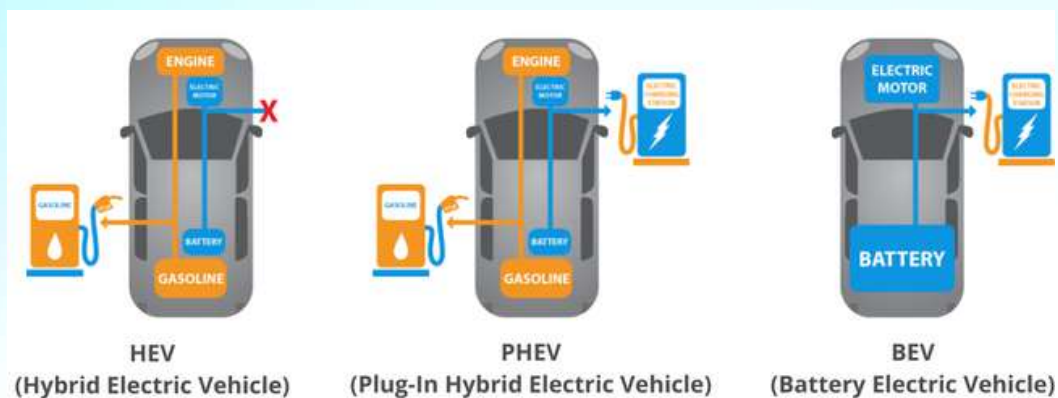 ENGINE
ELECTRIC
MOTOR
GASOLINE
BATTERY
GASOLINE
HEV
(Hybrid Electric Vehicle)
ENGINE
ELECTRIC
MOTOR
ELECTRIC
CHARGING
STATION
GASOLINE
BATTERY
GASOLINE
PHEV
(Plug-In Hybrid Electric Vehicle)
ELECTRIC
MOTOR
ELECTRIC
CHARGING
STATION
BATTERY
BEV
(Battery Electric Vehicle)